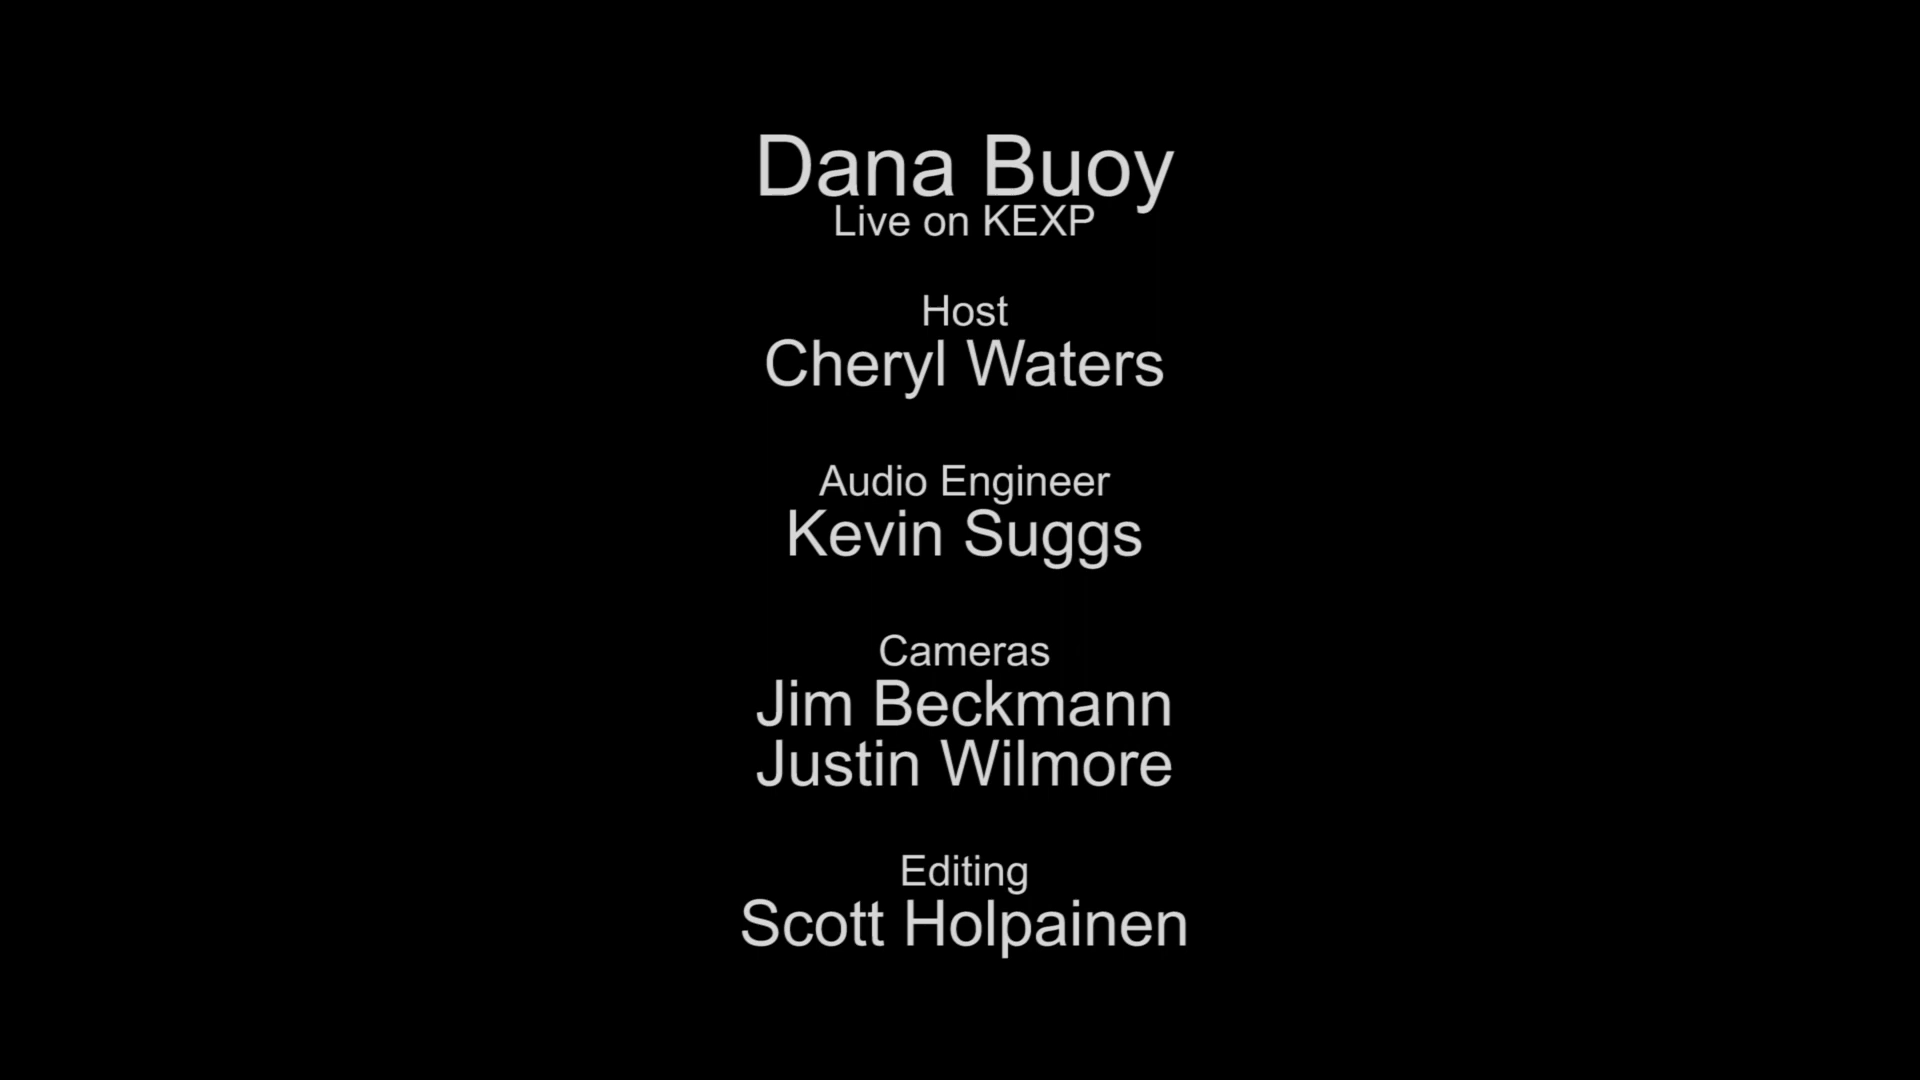 Dana Buoy
Live on KEXP
Host
Cheryl Waters
Audio Engineer
Kevin Suggs
Cameras
Jim Beckmann
Justin Wilmore
Editing
Scott Holpainen